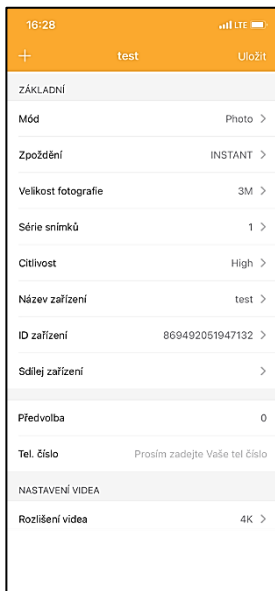 16:28 LTE
+ test Uložit
ZÁKLADNÍ
Mód Photo >
Zpoždění INSTANT >
Velikost fotografie 3M >
Série snímků 1 >
Citlivost High >
Název zařízení test >
ID zařízení 869492051947132 >
Sdílej zařízení >
Předvolba 0
Tel. číslo Prosím zadejte Vaše tel číslo
NASTAVENÍ VIDEA
Rozlišení videa 4K >